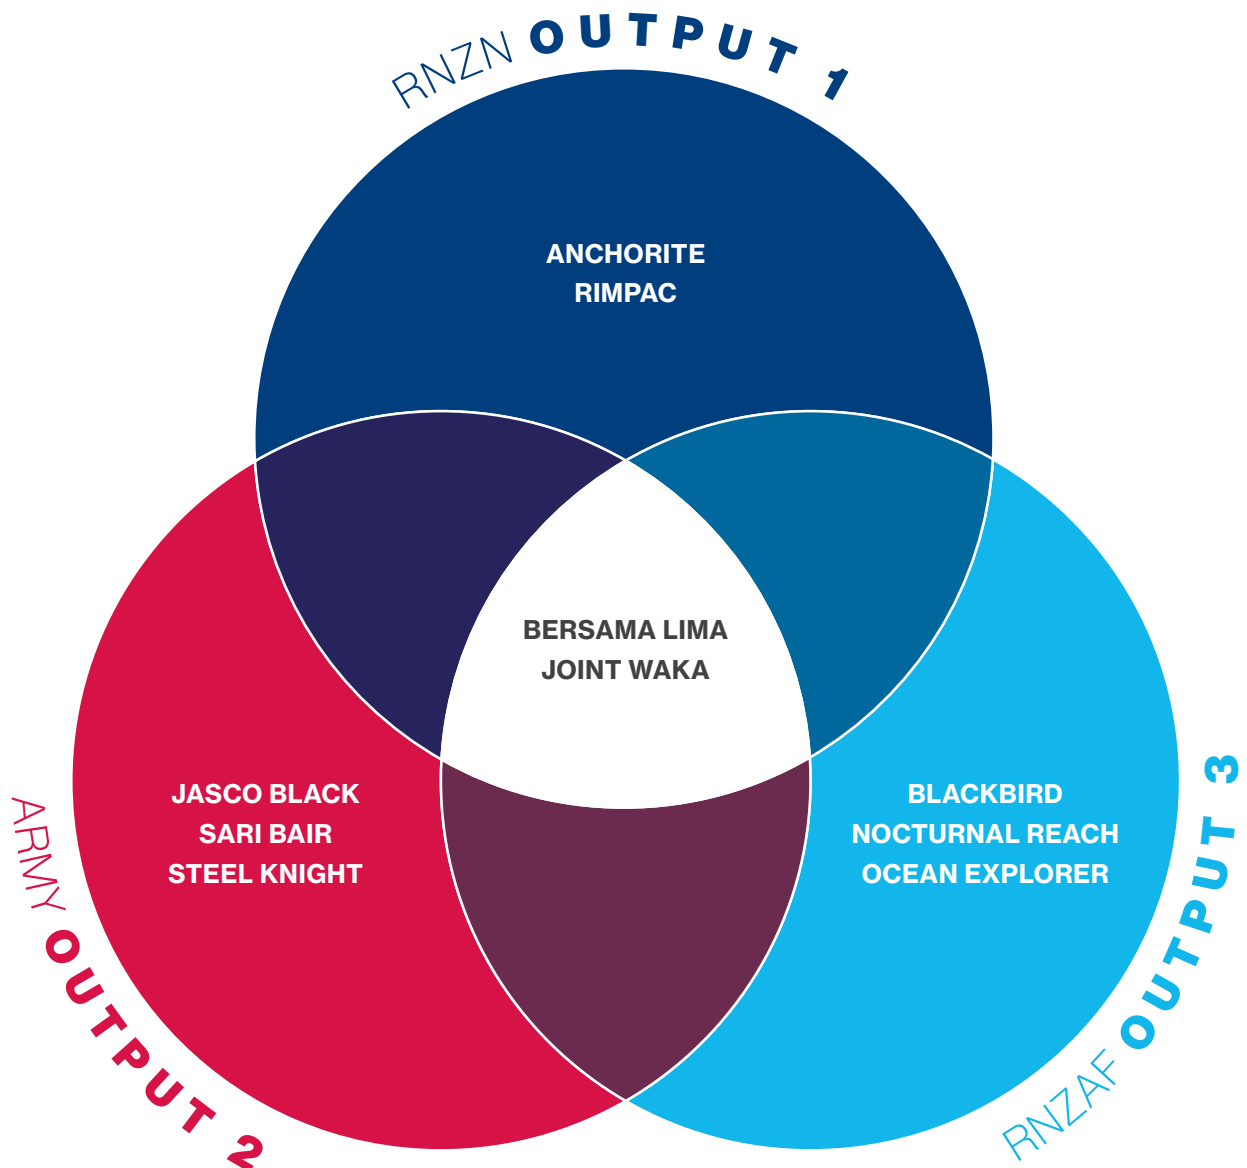 RNZN OUTPUT 1
ANCHORITE
RIMPAC
BERSAMA LIMA
JOINT WAKA
JASCO BLACK
SARI BAIR
STEEL KNIGHT
ARMY OUTPUT 2
BLACKBIRD
NOCTURNAL REACH
OCEAN EXPLORER
RNZAF OUTPUT 3